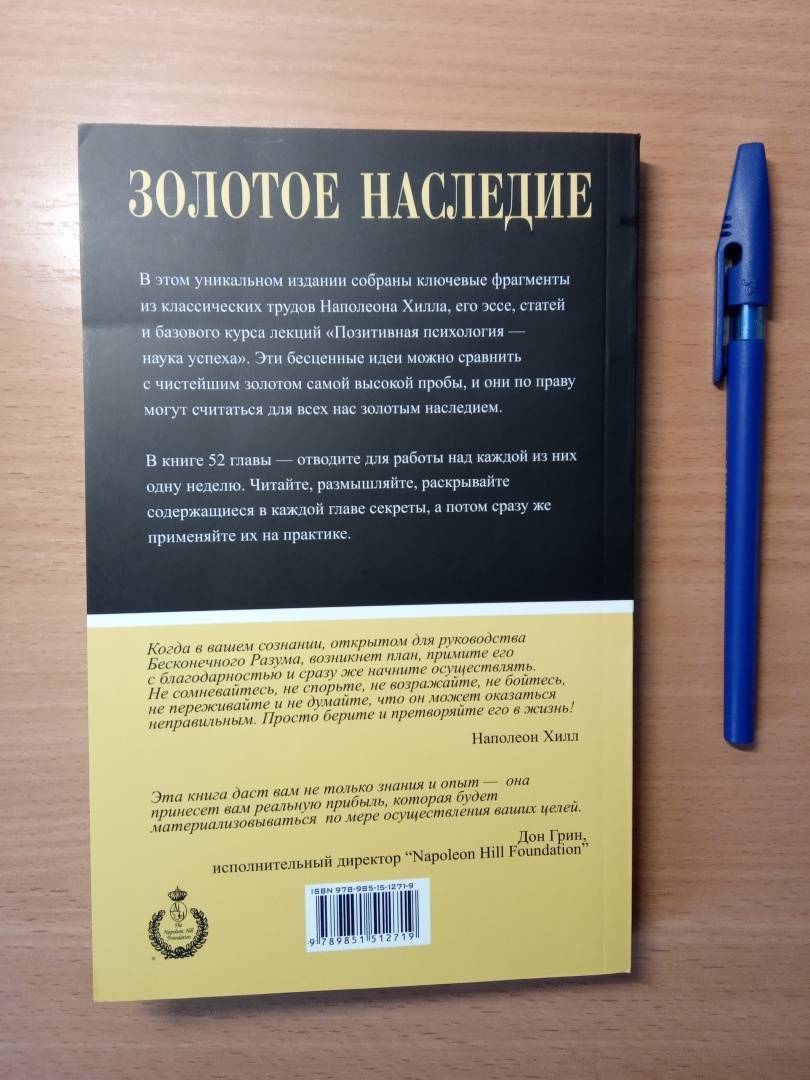 ЗОЛОТОЕ НАСЛЕДИЕ
В этом уникальном издании собраны ключевые фрагменты
из классических трудов Наполеона Хилла, его эссе, статей
и базового курса лекций «Позитивная психология —
наука успеха». Эти бесценные идеи можно сравнить
с чистейшим золотом самой высокой пробы, и они по праву
могут считаться для всех нас золотым наследием.
В книге 52 главы — отводите для работы над каждой из них
одну неделю. Читайте, размышляйте, раскрывайте
содержащиеся в каждой главе секреты, а потом сразу же
применяйте их на практике.
Когда в вашем сознании, открытом для руководства
Бесконечного Разума, возникнет план, примите его
с благодарностью и сразу же начните осуществлять.
Не сомневайтесь, не спорьте, не возражайте, не бойтесь,
не переживайте и не думайте, что он может оказаться
неправильным. Просто берите и претворяйте его в жизнь!
Наполеон Хилл
Эта книга даст вам не только знания и опыт — она
принесет вам реальную прибыль, которая будет
материализовываться по мере осуществления ваших целей.
Дон Грин,
исполнительный директор “Napoleon Hill Foundation”
ISBN 978-985-15-1271-9
9 789851 512719
The
Napoleon Hill
Foundation